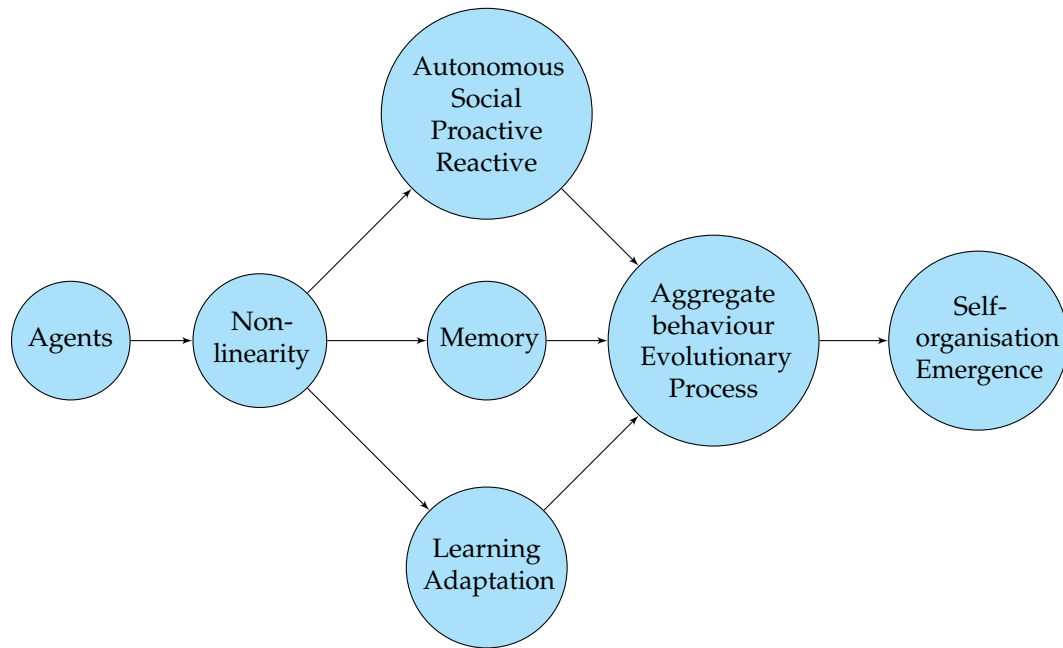 Agents
Non-
linearity
Autonomous
Social
Proactive
Reactive
Memory
Learning
Adaptation
Aggregate
behaviour
Evolutionary
Process
Self-
organisation
Emergence